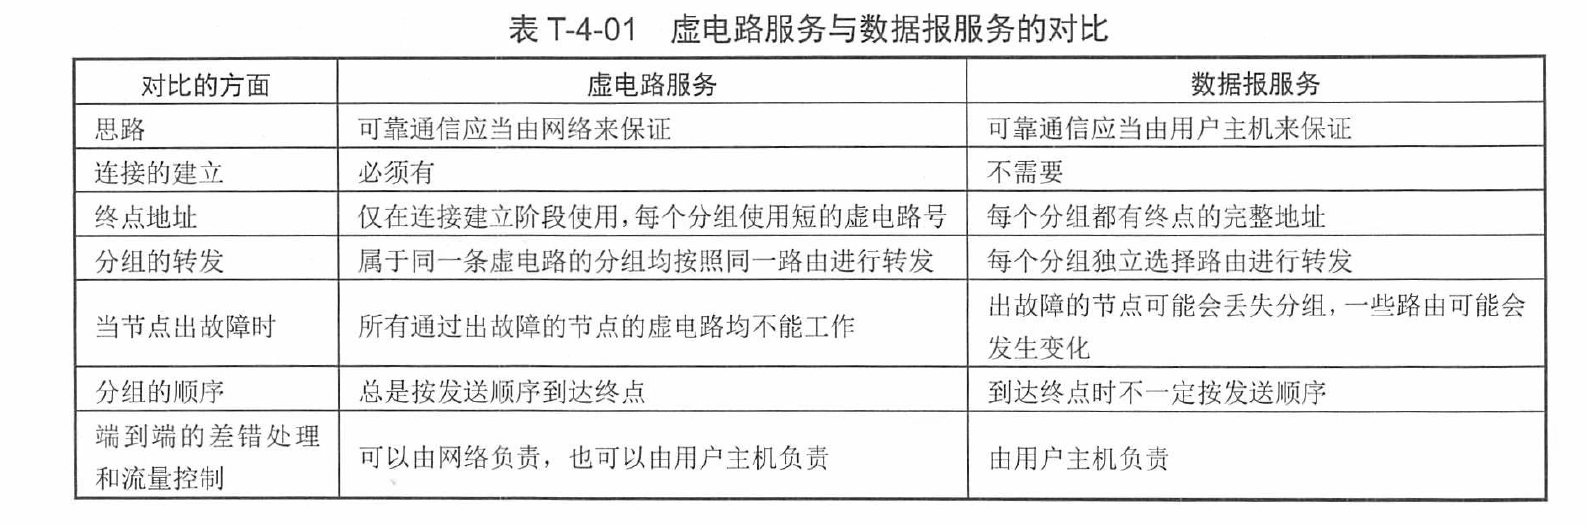 表 T-4-01 虚电路服务与数据报服务的对比
对比的方面 虚电路服务 数据报服务
思路 可靠通信应当由网络来保证 可靠通信应当由用户主机来保证
连接的建立 必须有 不需要
终点地址 仅在连接建立阶段使用，每个分组使用短的虚电路号 每个分组都有终点的完整地址
分组的转发 属于同一条虚电路的分组均按照同一路由进行转发 每个分组独立选择路由进行转发
当节点出故障时 所有通过出故障的节点的虚电路均不能工作 出故障的节点可能会丢失分组，一些路由可能会
发生变化
分组的顺序 总是按发送顺序到达终点 到达终点时不一定按发送顺序
端到端的差错处理
和流量控制 可以由网络负责，也可以由用户主机负责 由用户主机负责